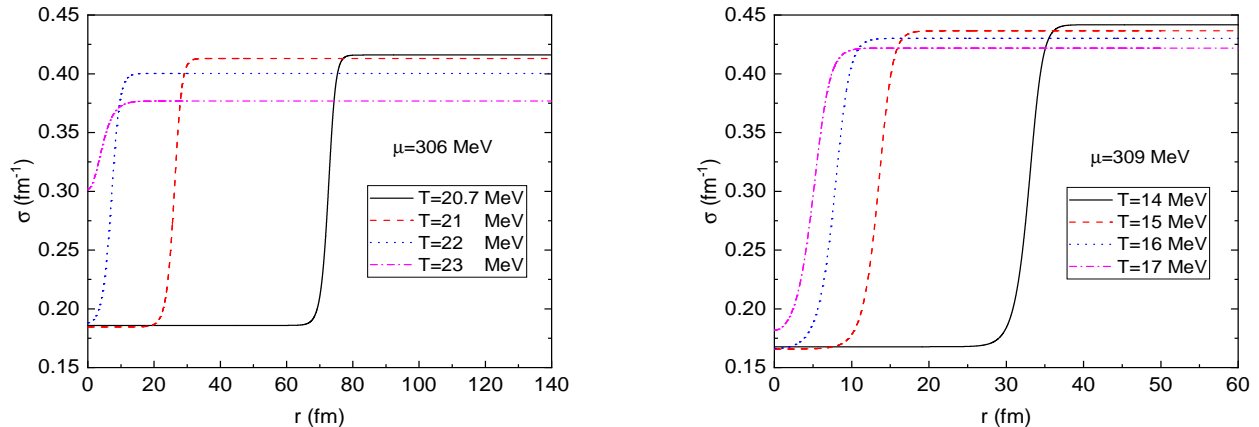 0.45
0.40
0.35
0.30
0.25
0.20
0.15
σ (fm⁻¹)
μ=306 MeV
T=20.7 MeV
T=21 MeV
T=22 MeV
T=23 MeV
0 20 40 60 80 100 120 140
r (fm)
0.45
0.40
0.35
0.30
0.25
0.20
0.15
σ (fm⁻¹)
μ=309 MeV
T=14 MeV
T=15 MeV
T=16 MeV
T=17 MeV
0 10 20 30 40 50 60
r (fm)